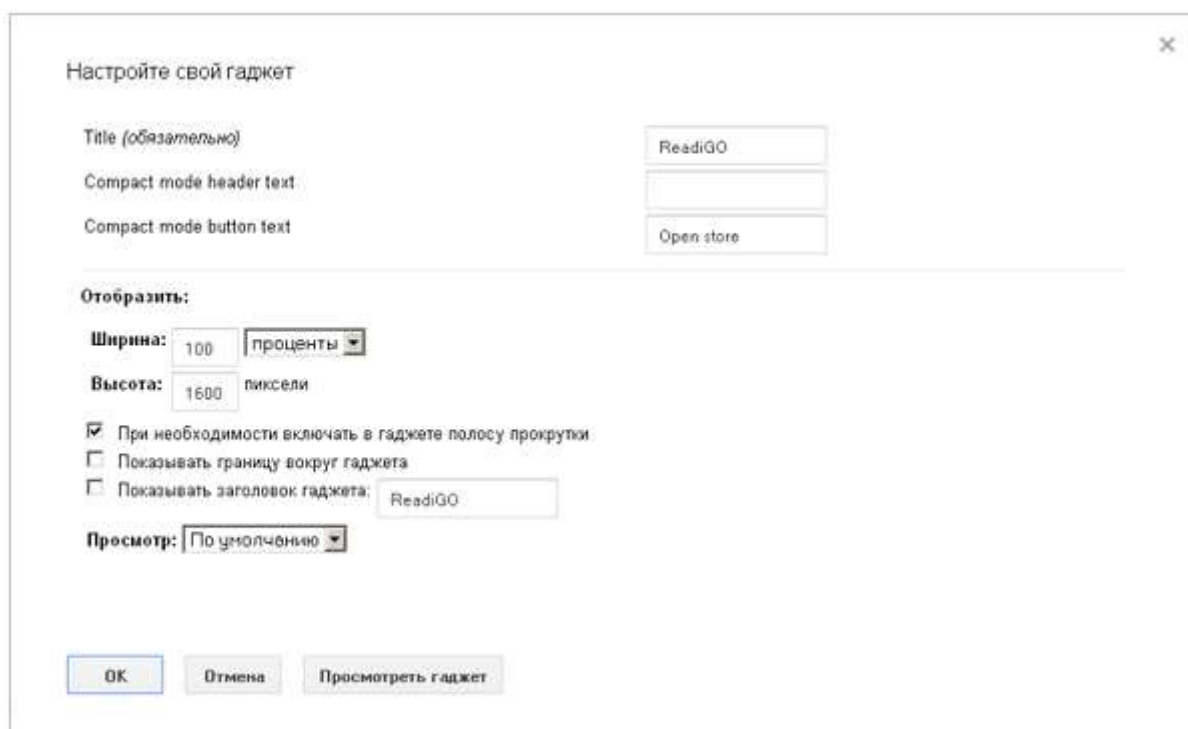 Настройте свой гаджет
Title (обязательно) ReadiGO
Compact mode header text
Compact mode button text Open store
Отобразить:
Ширина: 100 проценты
Высота: 1600 пиксели
При необходимости включать в гаджете полосу прокрутки
Показывать границу вокруг гаджета
Показывать заголовок гаджета: ReadiGO
Просмотр: По умолчанию
OK Отмена Просмотреть гаджет